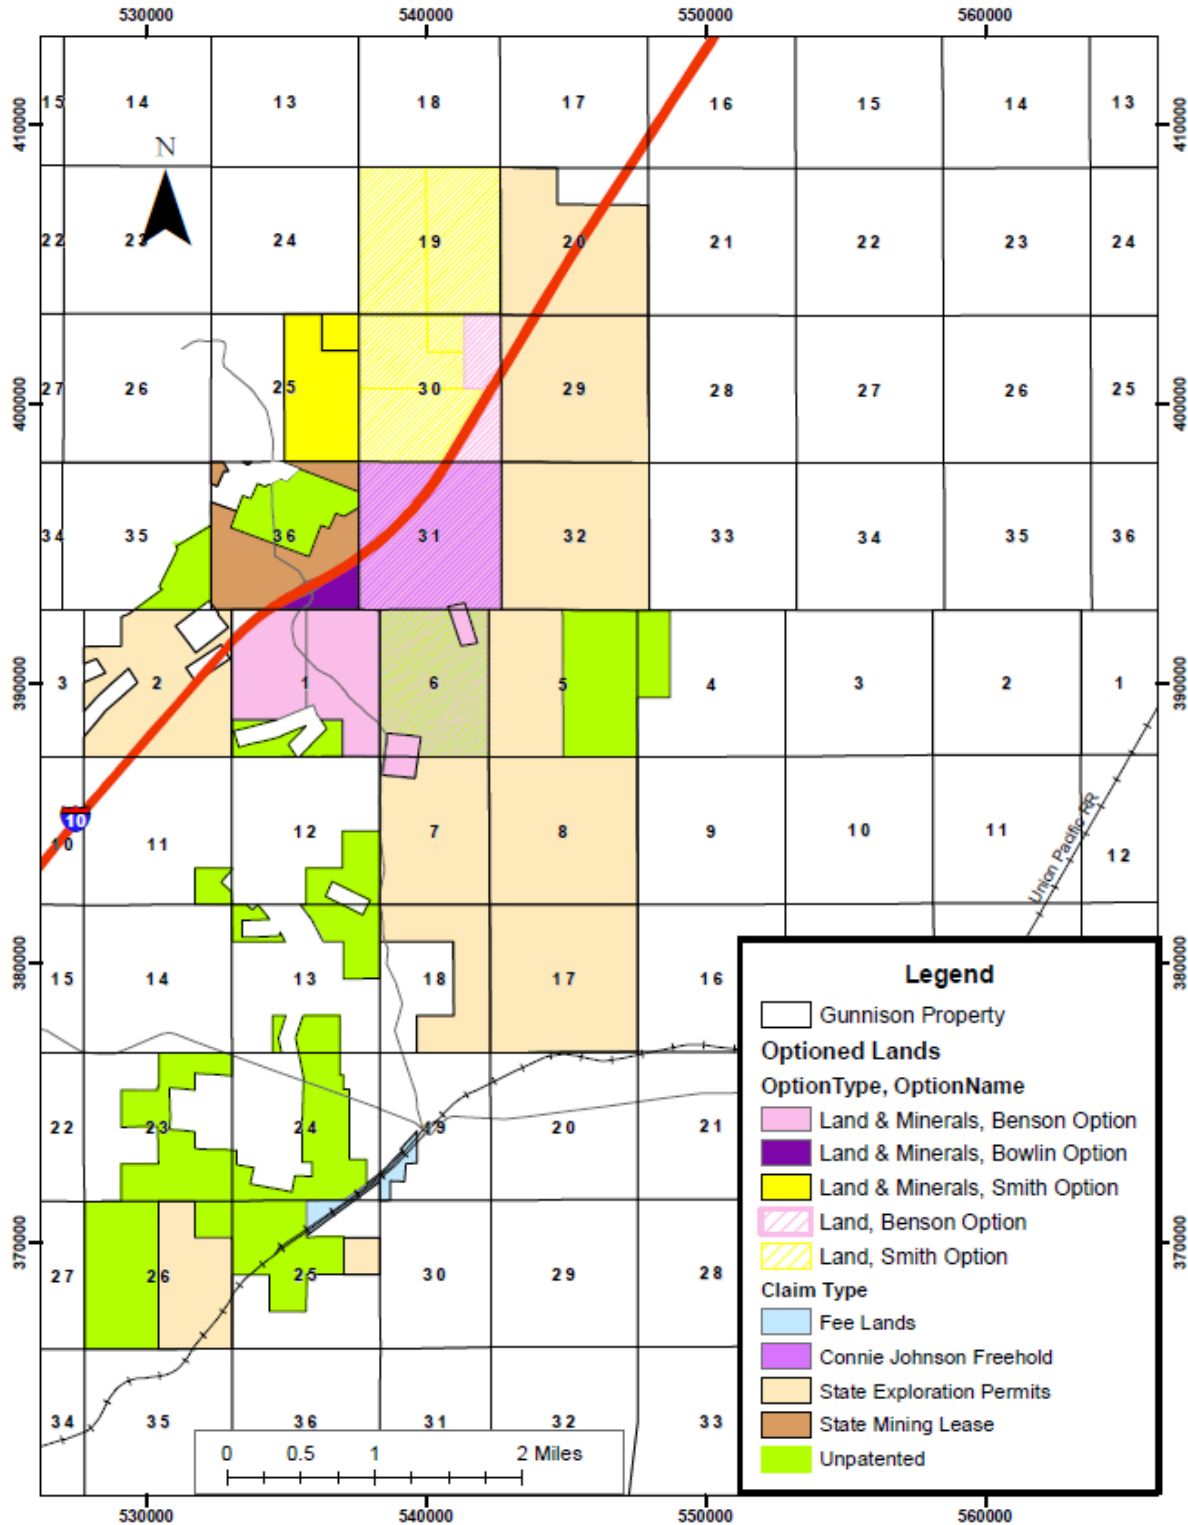 530000 540000 550000 560000
410000 410000
15 14 13 18 17 16 15 14 13
N
22 23 24 19 20 21 22 23 24
27 26 25 30 29 28 27 26 25
400000 400000
34 35 36 31 32 33 34 35 36
3 2 1 6 5 4 3 2 1
390000 390000
10
10 11 12 7 8 9 10 11 12
Union Pacific RR
15 14 13 18 17 16
380000 380000
22 23 24 19 20 21
27 26 25 30 29 28
370000 370000
34 35 36 31 32 33
Legend
Gunnison Property
Optioned Lands
OptionType, OptionName
Land & Minerals, Benson Option
Land & Minerals, Bowlin Option
Land & Minerals, Smith Option
Land, Benson Option
Land, Smith Option
Claim Type
Fee Lands
Connie Johnson Freehold
State Exploration Permits
State Mining Lease
Unpatented
0 0.5 1 2 Miles
530000 540000 550000 560000